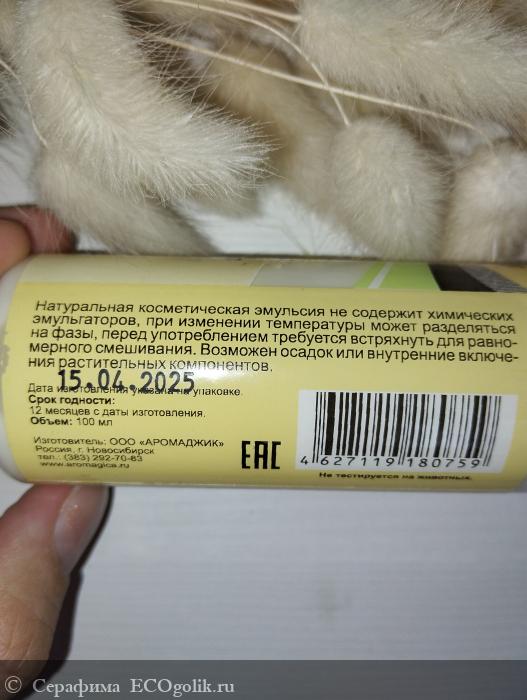 Натуральная косметическая эмульсия не содержит химических
эмульгаторов, при изменении температуры может разделяться
на фазы, перед употреблением требуется встряхнуть для равно-
мерного смешивания. Возможен осадок или внутренние включе-
ния растительных компонентов.
15.04.2025
Дата изготовления указана на упаковке.
Срок годности:
12 месяцев с даты изготовления.
Объем: 100 мл
Изготовитель: ООО «АРОМАДЖИК»
Россия, г. Новосибирск
тел.: (383) 292-70-83
www.aromagica.ru
EAC
4 627119 180759
Не тестируется на животных.
© Серафима ECOgolik.ru